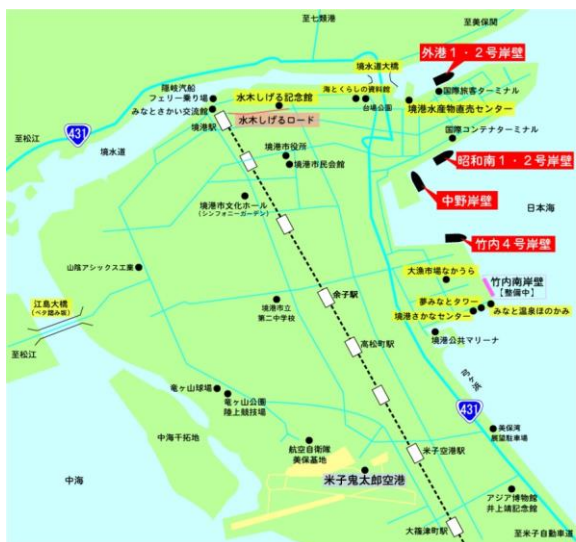 至七類港
至美保関
外港1・2号岸壁
境水道大橋
隠岐汽船
フェリー乗り場
水木しげる記念館
海とくらしの資料館
国際旅客ターミナル
みなとさかい交流館
台場公園
境港水産物直売センター
至松江
431
境港駅
水木しげるロード
国際コンテナターミナル
境水道
境港市役所
昭和南1・2号岸壁
境港市民会館
中野岸壁
境港市文化ホール
(シンフォニーガーデン)
日本海
竹内4号岸壁
山陰アシックス工業
大漁市場なかうら
竹内南岸壁
【整備中】
江島大橋
(ベタ踏み坂)
余子駅
夢みなとタワー
みなと温泉ほのかみ
境港市立
第二中学校
境港さかなセンター
至松江
高松町駅
境港公共マリーナ
弓ヶ浜
竜ヶ山球場
竜ヶ山公園
陸上競技場
431
中海干拓地
美保湾
展望駐車場
航空自衛隊
美保基地
米子空港駅
中海
米子鬼太郎空港
アジア博物館
井上靖記念館
大篠津町駅
至米子自動車道